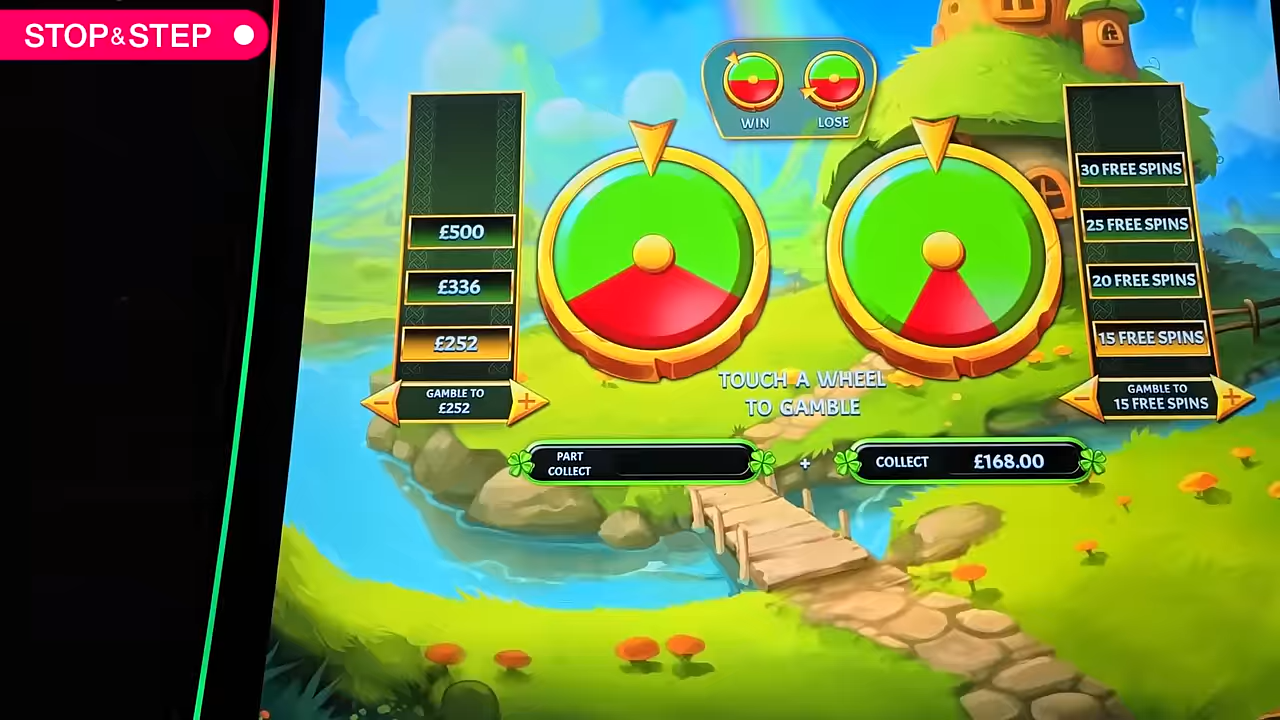 STOP&STEP
WIN
LOSE
£500
£336
£252
GAMBLE TO
£252
30 FREE SPINS
25 FREE SPINS
20 FREE SPINS
15 FREE SPINS
GAMBLE TO
15 FREE SPINS
TOUCH A WHEEL
TO GAMBLE
PART
COLLECT
+
COLLECT £168.00